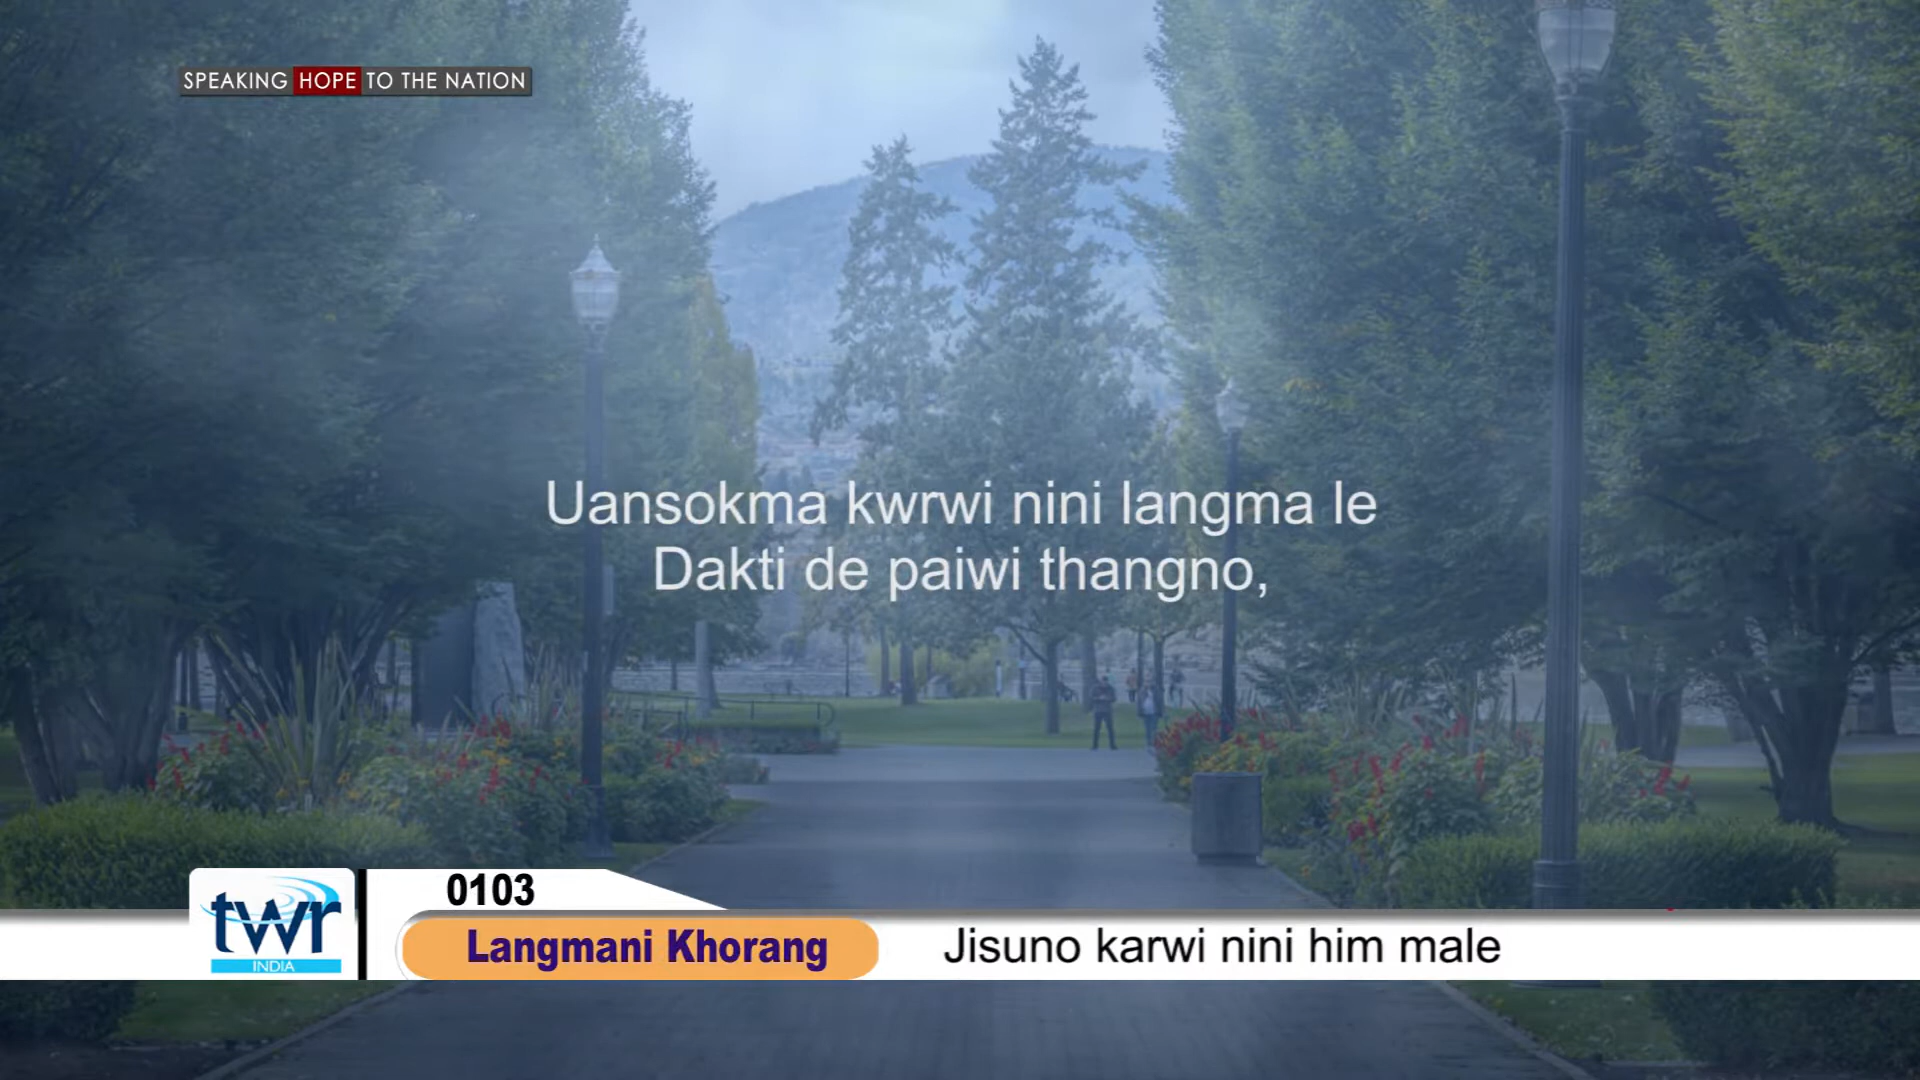 SPEAKING HOPE TO THE NATION
Uansokma kwrwi nini langma le
Dakti de paiwi thangno,
twr
INDIA
0103
Langmani Khorang
Jisuno karwi nini him male